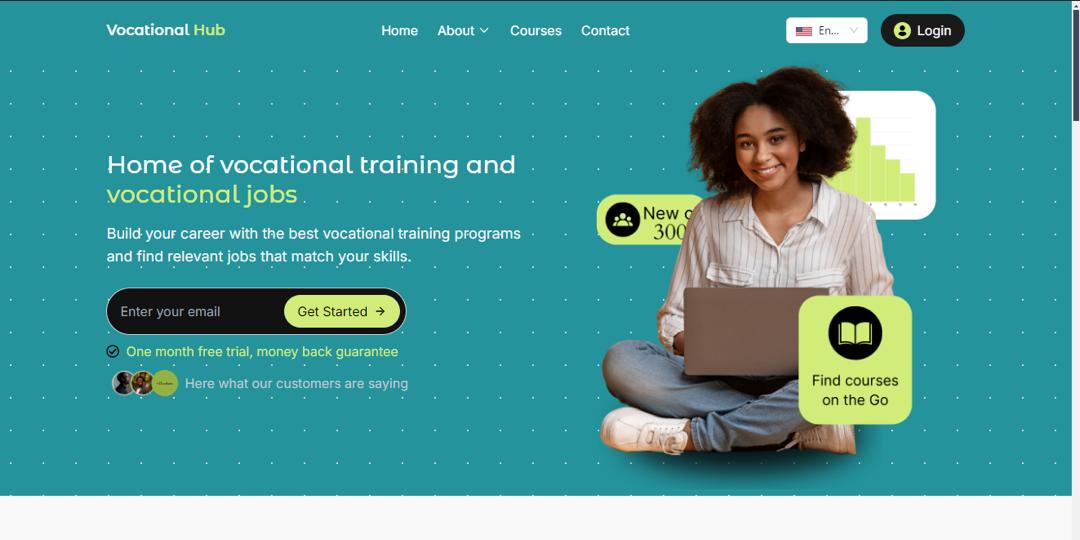 Vocational Hub
Home About Courses Contact
En...
Login
Home of vocational training and
vocational jobs
Build your career with the best vocational training programs
and find relevant jobs that match your skills.
Enter your email
Get Started
One month free trial, money back guarantee
Here what our customers are saying
New
300
Find courses
on the Go